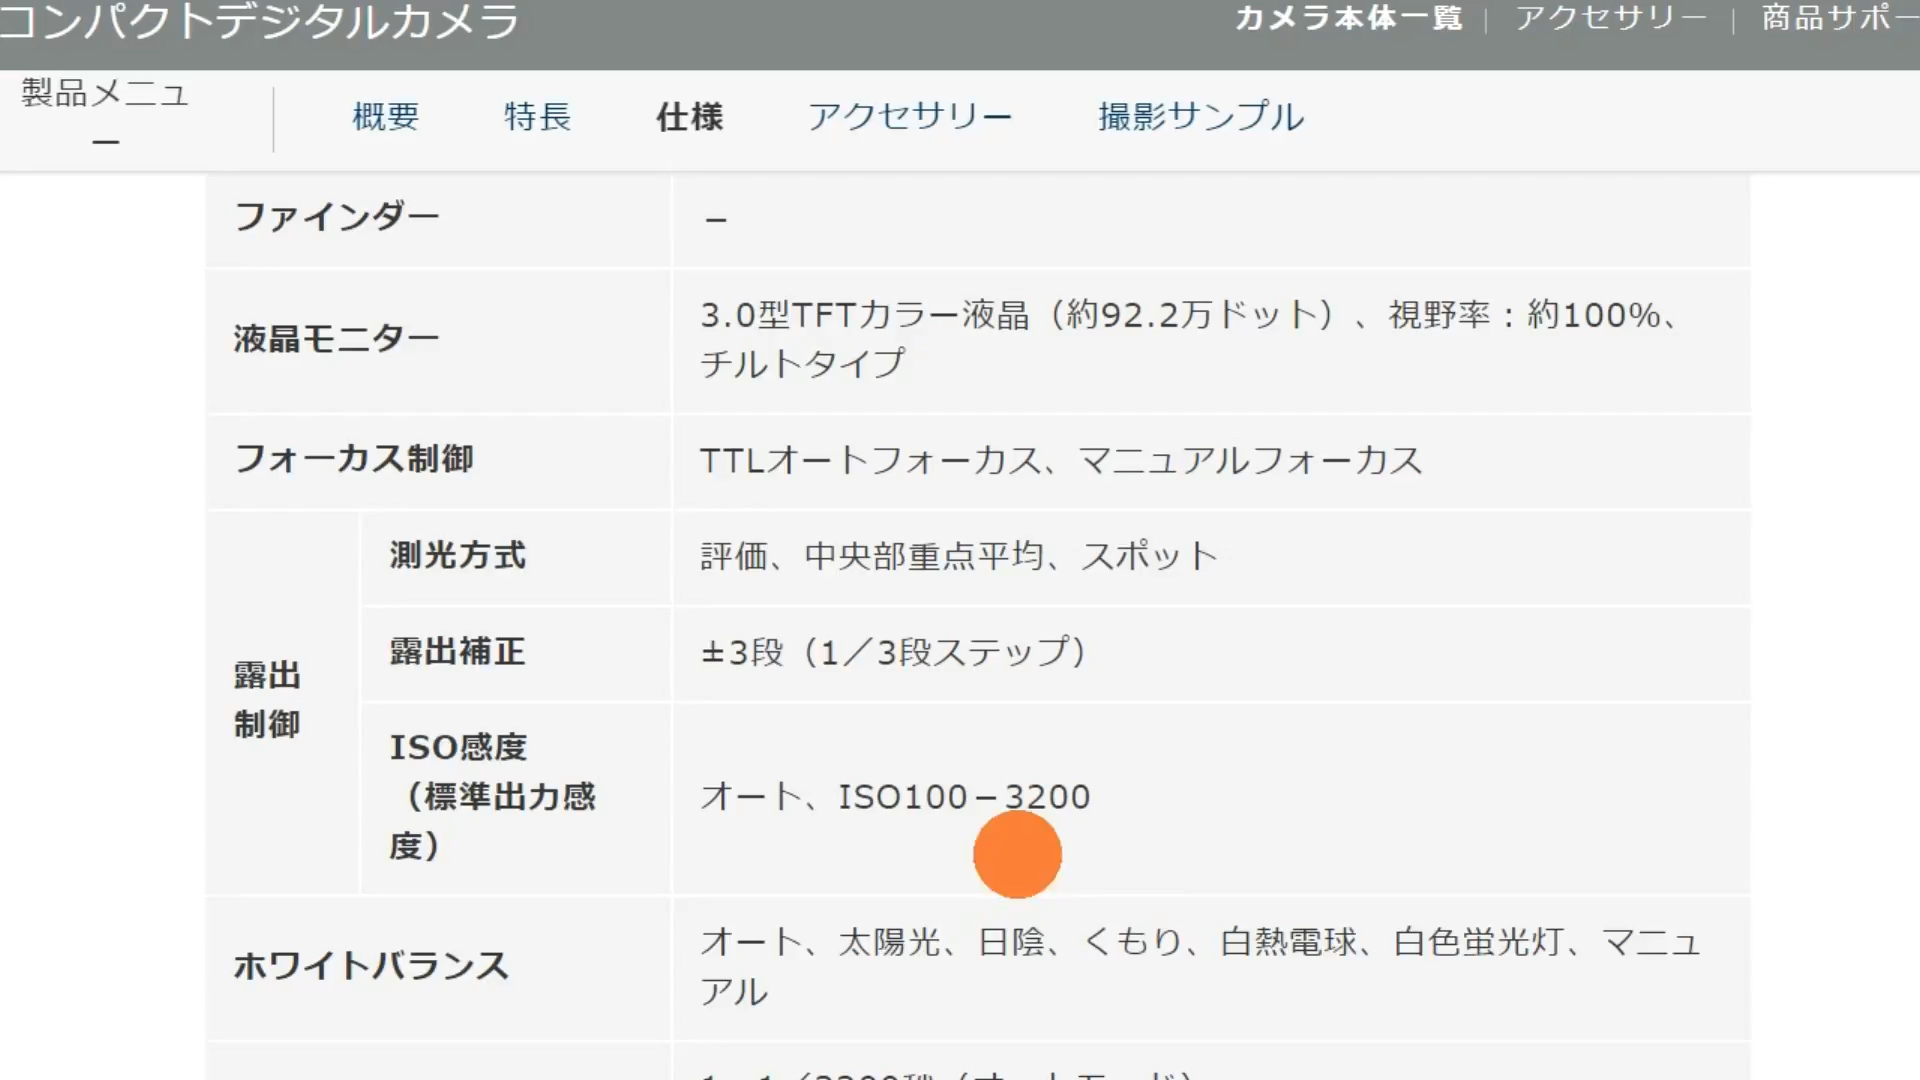 コンパクトデジタルカメラ
カメラ本体一覧 | アクセサリー | 商品サポー
製品メニュ
ー
概要 特長 仕様 アクセサリー 撮影サンプル
ファインダー
－
液晶モニター
3.0型TFTカラー液晶（約92.2万ドット）、視野率：約100%、
チルトタイプ
フォーカス制御
TTLオートフォーカス、マニュアルフォーカス
露出
制御
測光方式
評価、中央部重点平均、スポット
露出補正
±3段（1／3段ステップ）
ISO感度
（標準出力感
度）
オート、ISO100－3200
ホワイトバランス
オート、太陽光、日陰、くもり、白熱電球、白色蛍光灯、マニュ
アル